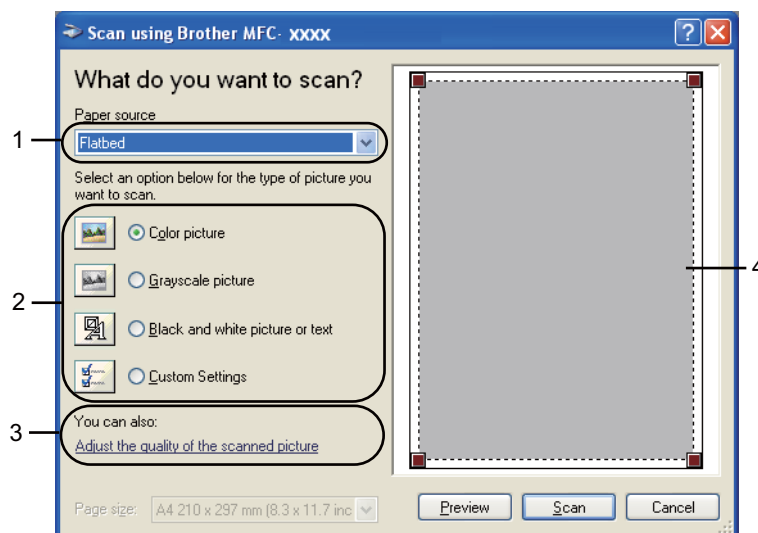 Scan using Brother MFC- XXXX
What do you want to scan?
Paper source
1
Flatbed
Select an option below for the type of picture you
want to scan.
Color picture
Grayscale picture
2
Black and white picture or text
Custom Settings
3
You can also:
Adjust the quality of the scanned picture
4
Page size: A4 210 x 297 mm (8.3 x 11.7 inc
Preview Scan Cancel